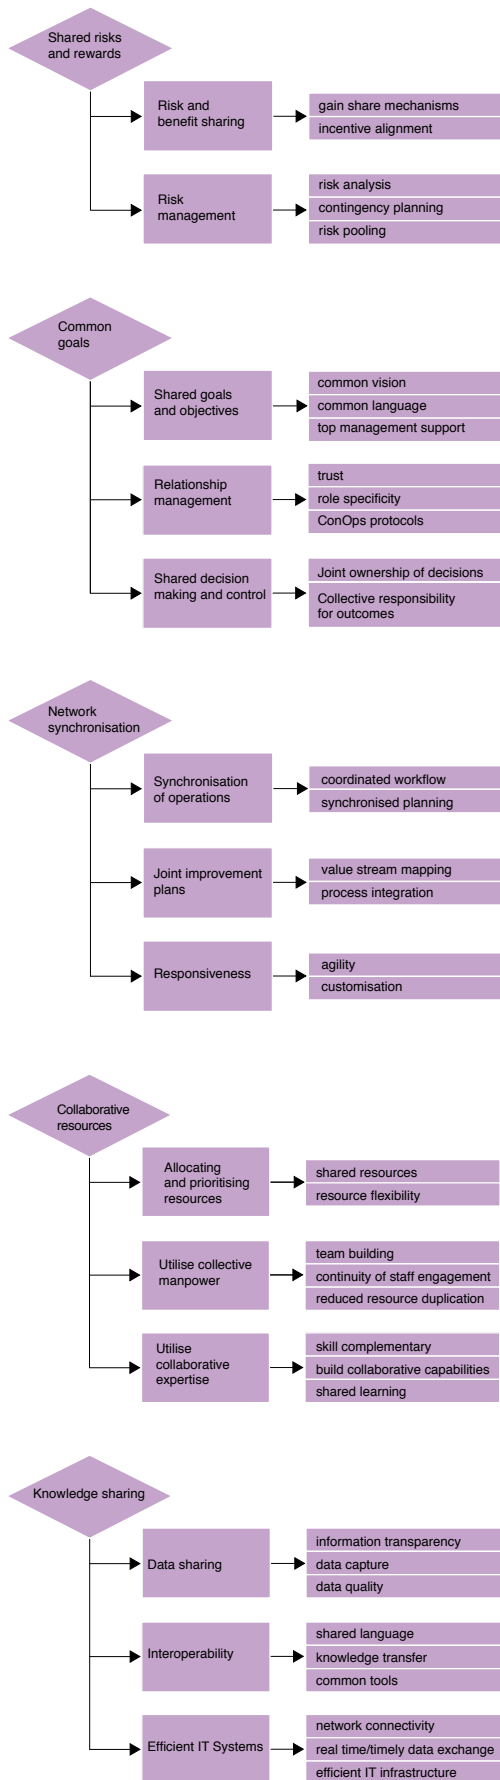 Shared risks
and rewards
Risk and
benefit sharing
gain share mechanisms
incentive alignment
Risk
management
risk analysis
contingency planning
risk pooling
Common
goals
Shared goals
and objectives
common vision
common language
top management support
Relationship
management
trust
role specificity
ConOps protocols
Shared decision
making and control
Joint ownership of decisions
Collective responsibility
for outcomes
Network
synchronisation
Synchronisation
of operations
coordinated workflow
synchronised planning
Joint improvement
plans
value stream mapping
process integration
Responsiveness
agility
customisation
Collaborative
resources
Allocating
and prioritising
resources
shared resources
resource flexibility
Utilise collective
manpower
team building
continuity of staff engagement
reduced resource duplication
Utilise
collaborative
expertise
skill complementary
build collaborative capabilities
shared learning
Knowledge sharing
Data sharing
information transparency
data capture
data quality
Interoperability
shared language
knowledge transfer
common tools
Efficient IT Systems
network connectivity
real time/timely data exchange
efficient IT infrastructure